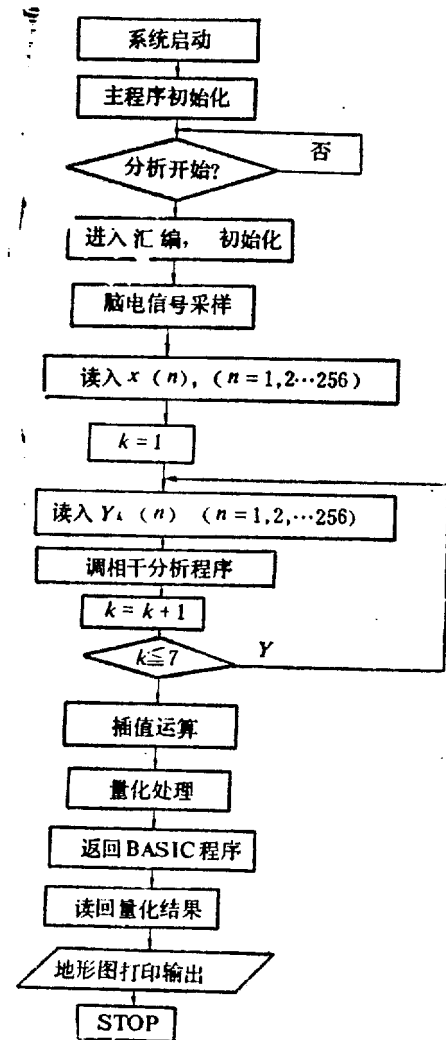 系统启动
主程序初始化
分析开始?
否
进入汇编, 初始化
脑电信号采样
读入 x (n), (n=1,2…256)
k=1
读入 Yₖ (n) (n=1,2,…256)
调相干分析程序
k=k+1
k≦7
Y
插值运算
量化处理
返回BASIC程序
读回量化结果
地形图打印输出
STOP